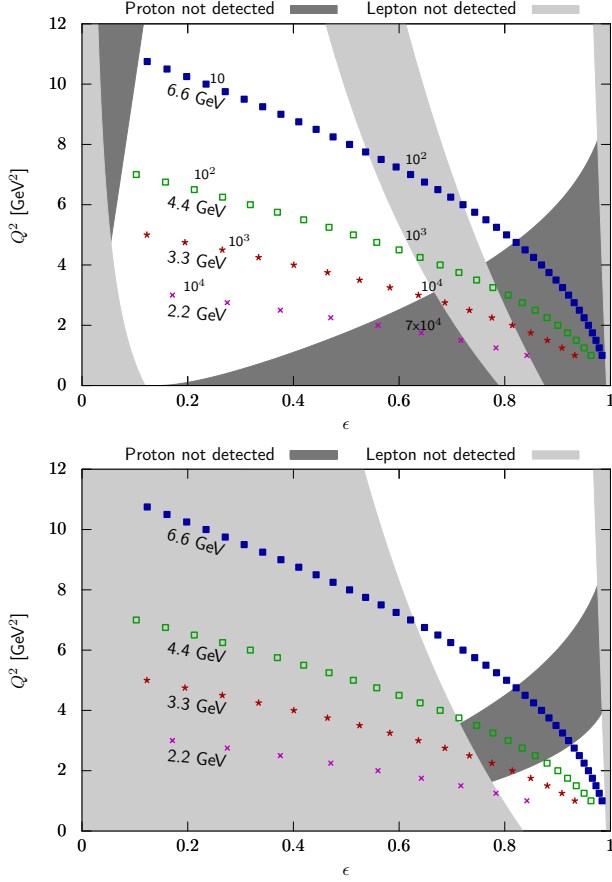 Proton not detected Lepton not detected
12
10
8
6
4
2
0
Q² [GeV²]
10
6.6 GeV
10²
10²
4.4 GeV
10³
10³
3.3 GeV
10⁴
10⁴
2.2 GeV
7×10⁴
0 0.2 0.4 0.6 0.8 1
ϵ
Proton not detected Lepton not detected
12
10
8
6
4
2
0
Q² [GeV²]
6.6 GeV
4.4 GeV
3.3 GeV
2.2 GeV
0 0.2 0.4 0.6 0.8 1
ϵ